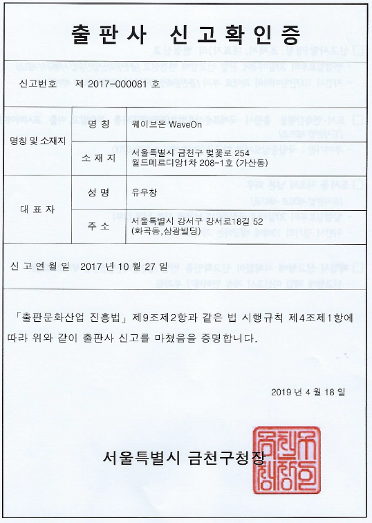 출판사 신고확인증
신고번호 제 2017-000081 호
명칭 및 소재지
명 칭 웨이브온 WaveOn
소 재 지 서울특별시 금천구 벚꽃로 254
월드메르디앙1차 208-1호 (가산동)
대 표 자
성 명 유우창
주 소 서울특별시 강서구 강서로18길 52
(화곡동,삼광빌딩)
신고연월일 2017 년 10 월 27 일
「출판문화산업 진흥법」 제9조제2항과 같은 법 시행규칙 제4조제1항에
따라 위와 같이 출판사 신고를 마쳤음을 증명합니다.
2019 년 4 월 18 일
서울특별시 금천구청장